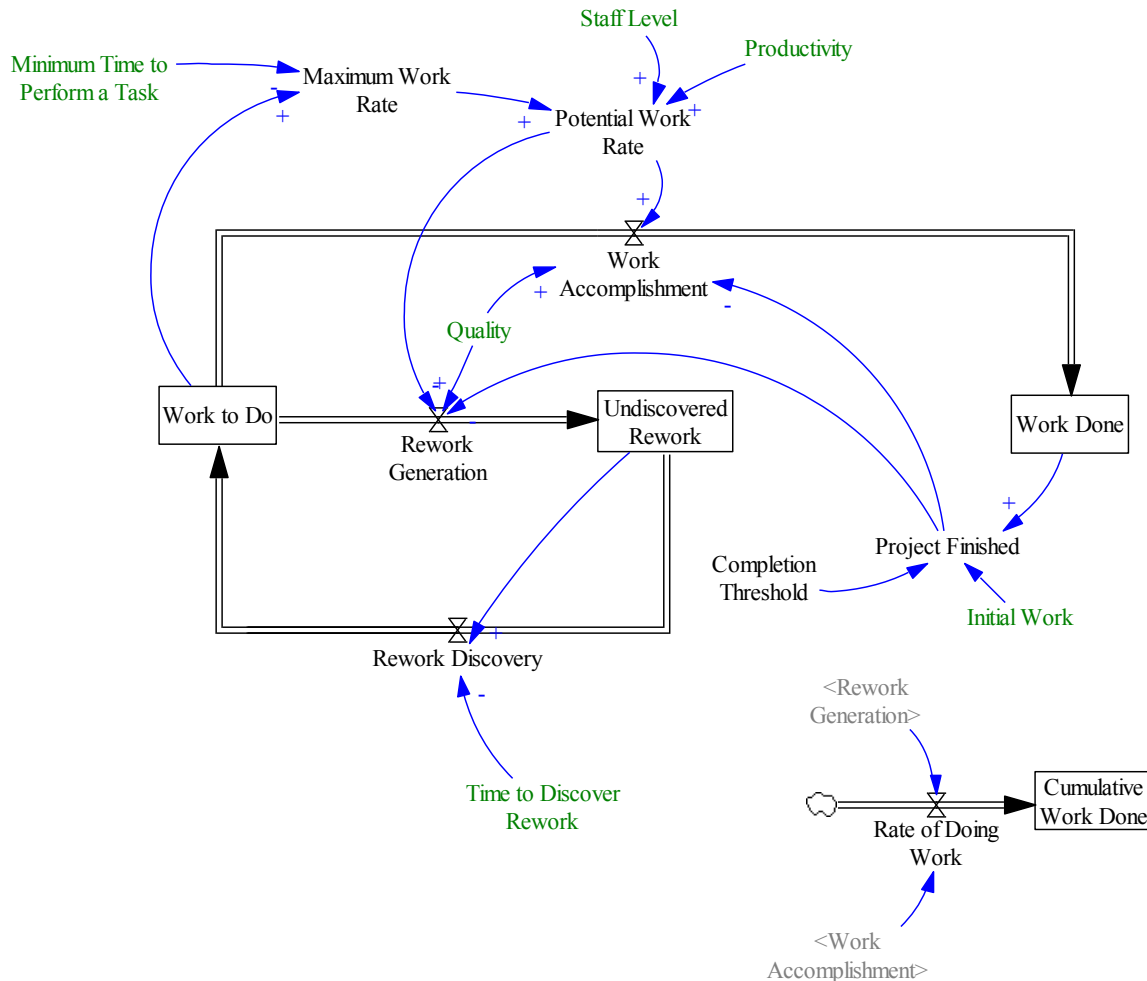 Staff Level
Productivity
Minimum Time to
Perform a Task
Maximum Work
Rate
-
+
+
+
+
Potential Work
Rate
+
Work
Accomplishment
+
-
Quality
+
-
-
Work to Do
Rework
Generation
Undiscovered
Rework
Work Done
+
Project Finished
Completion
Threshold
Initial Work
+
Rework Discovery
-
Time to Discover
Rework
<Rework
Generation>
Cumulative
Work Done
Rate of Doing
Work
<Work
Accomplishment>